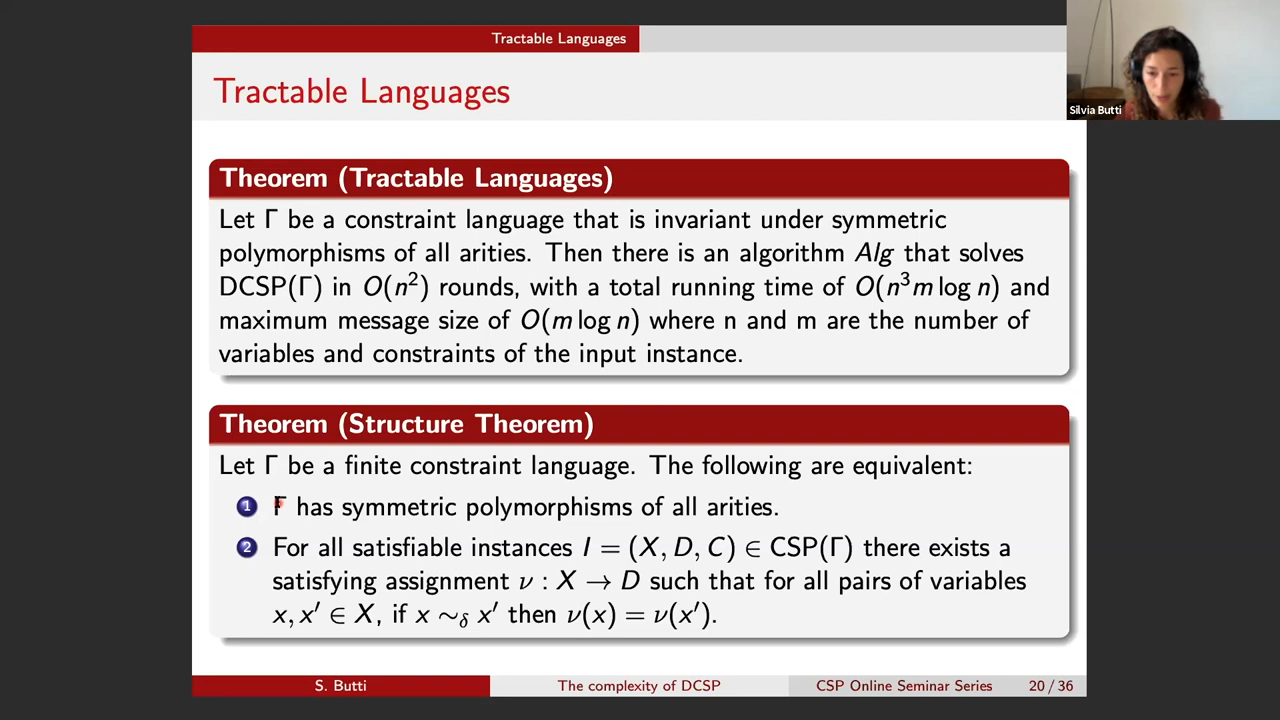 Tractable Languages
Silvia Butti
Tractable Languages
Theorem (Tractable Languages)
Let Γ be a constraint language that is invariant under symmetric
polymorphisms of all arities. Then there is an algorithm Alg that solves
DCSP(Γ) in O(n²) rounds, with a total running time of O(n³m log n) and
maximum message size of O(m log n) where n and m are the number of
variables and constraints of the input instance.
Theorem (Structure Theorem)
Let Γ be a finite constraint language. The following are equivalent:
1 Γ has symmetric polymorphisms of all arities.
2 For all satisfiable instances I = (X, D, C) ∈ CSP(Γ) there exists a
satisfying assignment ν : X → D such that for all pairs of variables
x, x′ ∈ X, if x ∼δ x′ then ν(x) = ν(x′).
S. Butti The complexity of DCSP CSP Online Seminar Series 20 / 36